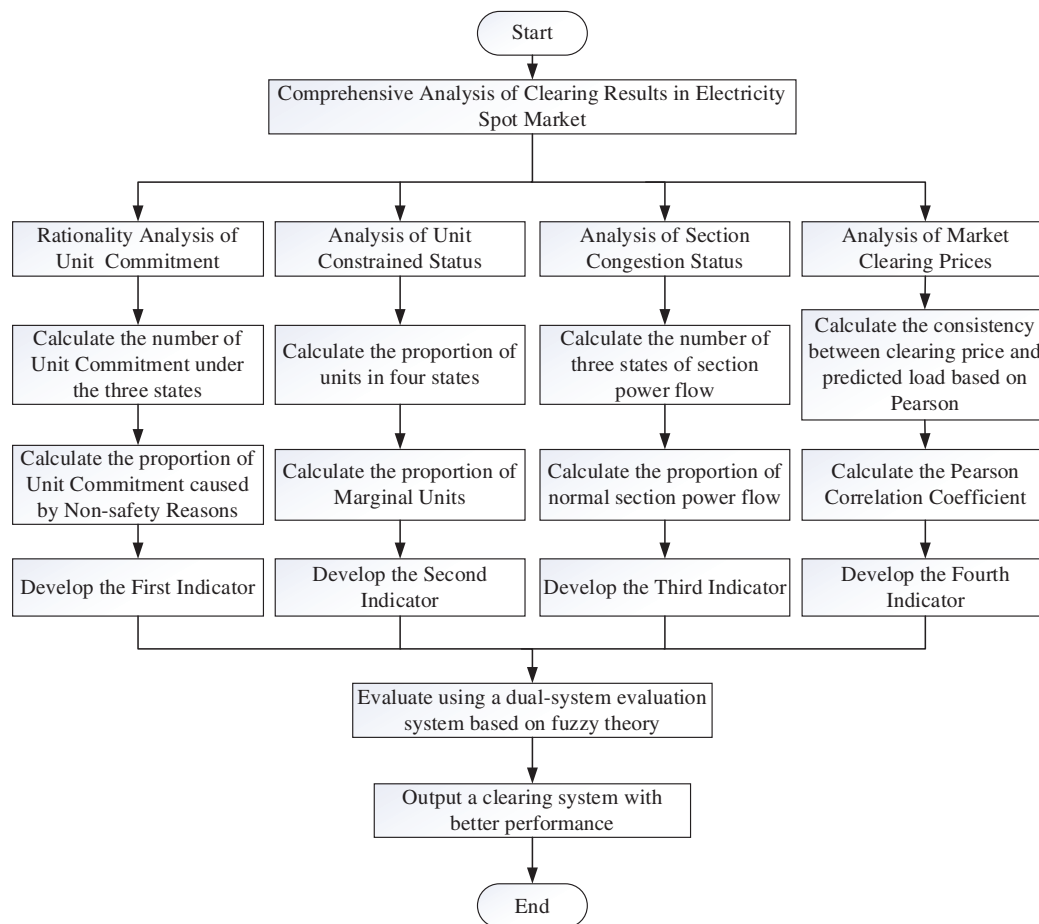 Start
Comprehensive Analysis of Clearing Results in Electricity
Spot Market
Rationality Analysis of
Unit Commitment
Calculate the number of
Unit Commitment under
the three states
Calculate the proportion of
Unit Commitment caused
by Non-safety Reasons
Develop the First Indicator
Analysis of Unit
Constrained Status
Calculate the proportion of
units in four states
Calculate the proportion of
Marginal Units
Develop the Second
Indicator
Analysis of Section
Congestion Status
Calculate the number of
three states of section
power flow
Calculate the proportion of
normal section power flow
Develop the Third Indicator
Analysis of Market
Clearing Prices
Calculate the consistency
between clearing price and
predicted load based on
Pearson
Calculate the Pearson
Correlation Coefficient
Develop the Fourth
Indicator
Evaluate using a dual-system evaluation
system based on fuzzy theory
Output a clearing system with
better performance
End